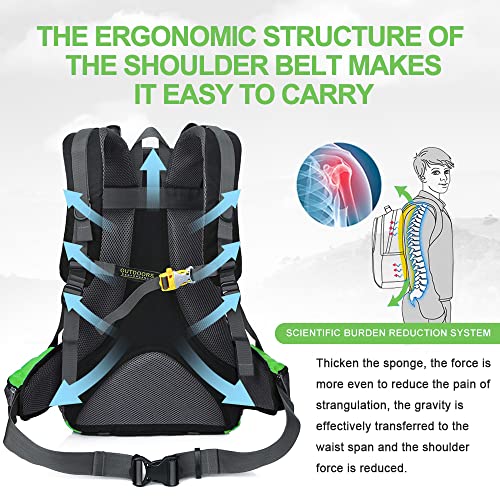 THE ERGONOMIC STRUCTURE OF
THE SHOULDER BELT MAKES
IT EASY TO CARRY
OUTDOORS
SCIENTIFIC BURDEN REDUCTION SYSTEM
Thicken the sponge, the force is
more even to reduce the pain of
strangulation, the gravity is
effectively transferred to the
waist span and the shoulder
force is reduced.